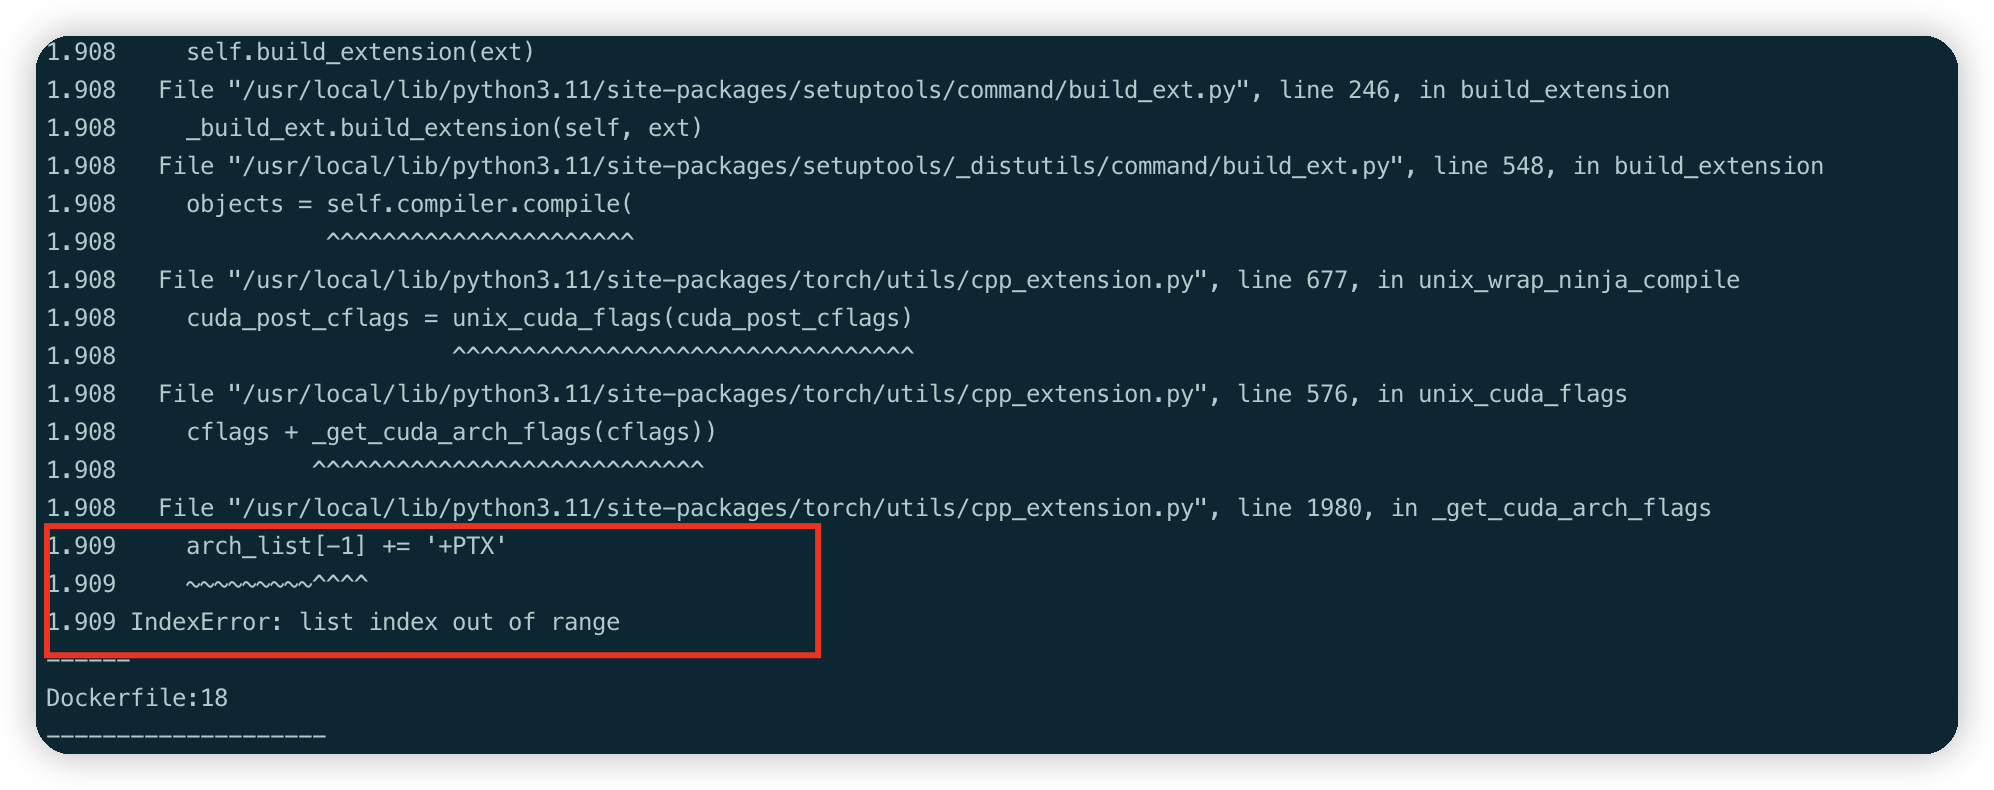 1.908     self.build_extension(ext)
1.908   File "/usr/local/lib/python3.11/site-packages/setuptools/command/build_ext.py", line 246, in build_extension
1.908     _build_ext.build_extension(self, ext)
1.908   File "/usr/local/lib/python3.11/site-packages/setuptools/_distutils/command/build_ext.py", line 548, in build_extension
1.908     objects = self.compiler.compile(
1.908               ^^^^^^^^^^^^^^^^^^^^^^
1.908   File "/usr/local/lib/python3.11/site-packages/torch/utils/cpp_extension.py", line 677, in unix_wrap_ninja_compile
1.908     cuda_post_cflags = unix_cuda_flags(cuda_post_cflags)
1.908                        ^^^^^^^^^^^^^^^^^^^^^^^^^^^^^^^^^
1.908   File "/usr/local/lib/python3.11/site-packages/torch/utils/cpp_extension.py", line 576, in unix_cuda_flags
1.908     cflags + _get_cuda_arch_flags(cflags))
1.908              ^^^^^^^^^^^^^^^^^^^^^^^^^^^^
1.908   File "/usr/local/lib/python3.11/site-packages/torch/utils/cpp_extension.py", line 1980, in _get_cuda_arch_flags
1.909     arch_list[-1] += '+PTX'
1.909     ~~~~~~~~~^^^^
1.909 IndexError: list index out of range
------
Dockerfile:18
--------------------